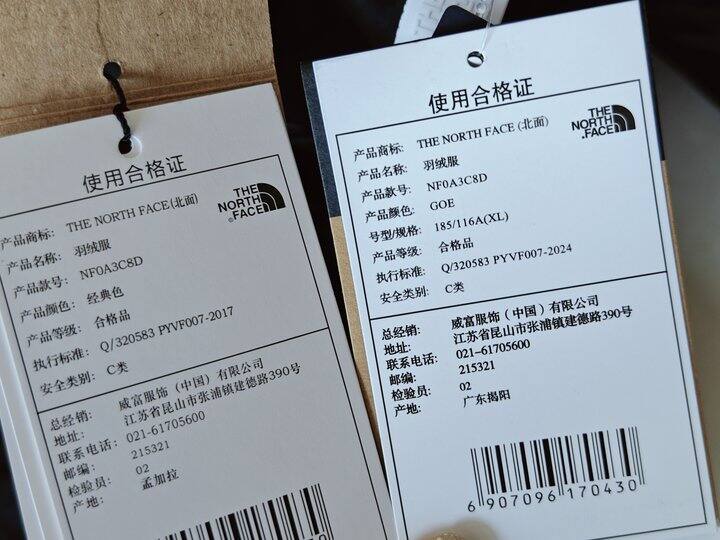 使用合格证
THE
NORTH
FACE
产品商标: THE NORTH FACE (北面)
产品名称: 羽绒服
产品款号: NF0A3C8D
产品颜色: 经典色
产品等级: 合格品
执行标准: Q/320583 PYVF007-2017
安全类别: C类
总经销: 威富服饰（中国）有限公司
地址: 江苏省昆山市张浦镇建德路390号
联系电话: 021-61705600
邮编: 215321
检验员: 02
产地: 孟加拉
使用合格证
THE
NORTH
FACE
产品商标: THE NORTH FACE (北面)
产品名称: 羽绒服
产品款号: NF0A3C8D
产品颜色: GOE
号型/规格: 185/116A(XL)
产品等级: 合格品
执行标准: Q/320583 PYVF007-2024
安全类别: C类
总经销: 威富服饰（中国）有限公司
地址: 江苏省昆山市张浦镇建德路390号
联系电话: 021-61705600
邮编: 215321
检验员: 02
产地: 广东揭阳
6 907096 170430